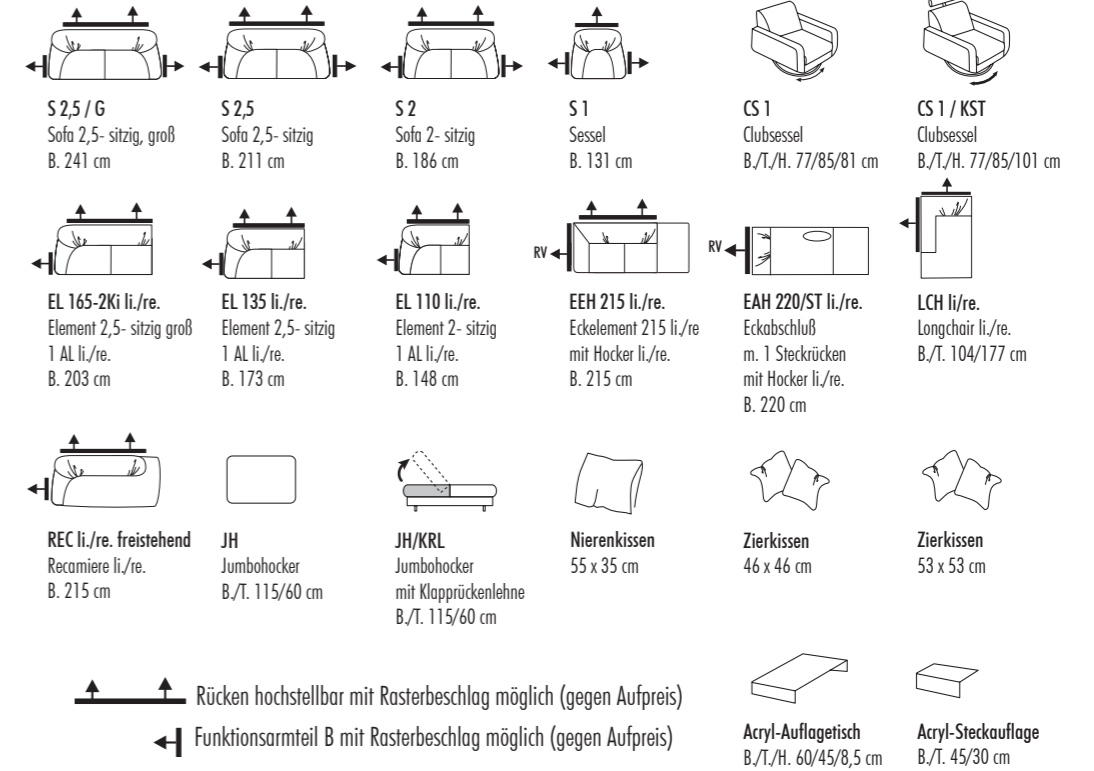 S 2,5 / G
Sofa 2,5- sitzig, groß
B. 241 cm
S 2,5
Sofa 2,5- sitzig
B. 211 cm
S 2
Sofa 2- sitzig
B. 186 cm
S 1
Sessel
B. 131 cm
CS 1
Clubsessel
B./T./H. 77/85/81 cm
CS 1 / KST
Clubsessel
B./T./H. 77/85/101 cm
EL 165-2Ki li./re.
Element 2,5- sitzig groß
1 AL li./re.
B. 203 cm
EL 135 li./re.
Element 2,5- sitzig
1 AL li./re.
B. 173 cm
EL 110 li./re.
Element 2- sitzig
1 AL li./re.
B. 148 cm
RV
EEH 215 li./re.
Eckelement 215 li./re
mit Hocker li./re.
B. 215 cm
RV
EAH 220/ST li./re.
Eckabschluß
m. 1 Steckrücken
mit Hocker li./re.
B. 220 cm
LCH li/re.
Longchair li./re.
B./T. 104/177 cm
REC li./re. freistehend
Recamiere li./re.
B. 215 cm
JH
Jumbohocker
B./T. 115/60 cm
JH/KRL
Jumbohocker
mit Klapprückenlehne
B./T. 115/60 cm
Nierenkissen
55 x 35 cm
Zierkissen
46 x 46 cm
Zierkissen
53 x 53 cm
Rücken hochstellbar mit Rasterbeschlag möglich (gegen Aufpreis)
Funktionsarmteil B mit Rasterbeschlag möglich (gegen Aufpreis)
Acryl-Auflagetisch
B./T./H. 60/45/8,5 cm
Acryl-Steckauflage
B./T. 45/30 cm